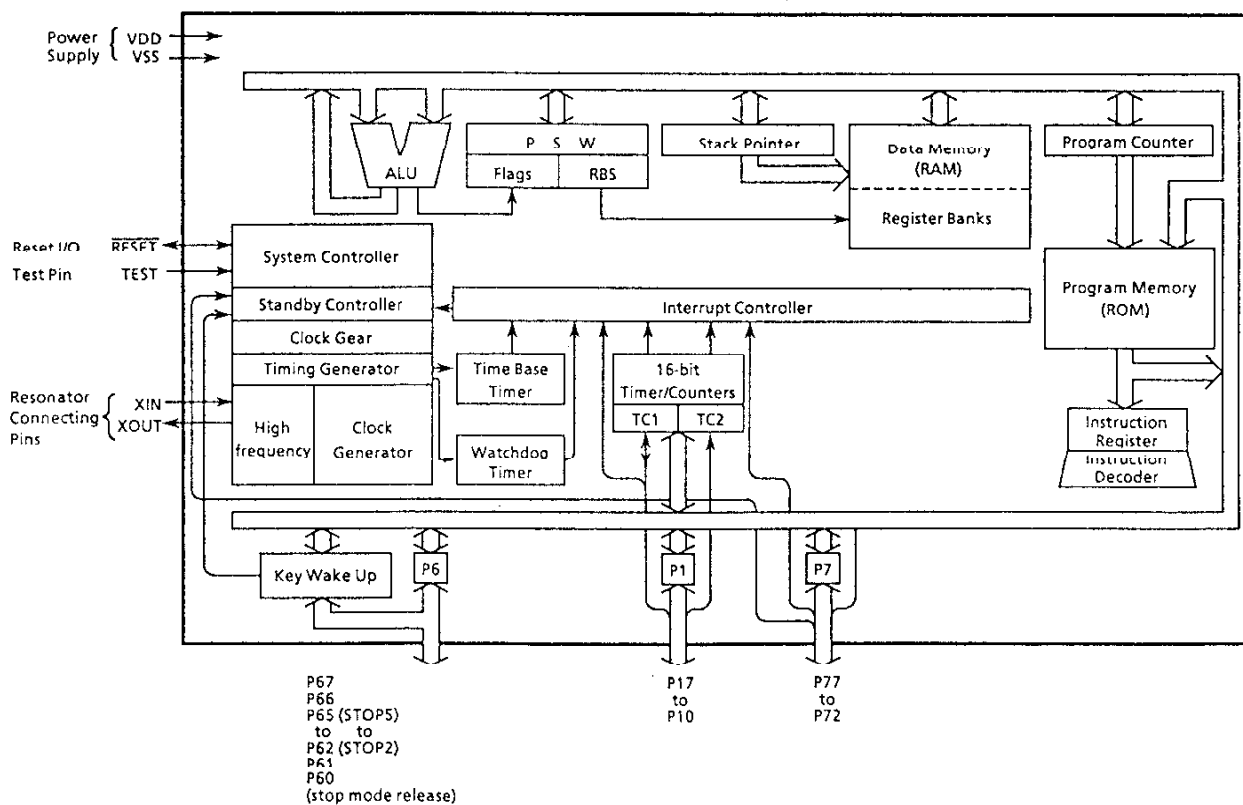 Power
Supply
VDD
VSS
P S W
Flags
RBS
ALU
Stack Pointer
Data Memory
(RAM)
Register Banks
Program Counter
Reset I/O
RESET
Test Pin
TEST
System Controller
Standby Controller
Clock Gear
Timing Generator
High
frequency
Clock
Generator
Interrupt Controller
Program Memory
(ROM)
Time Base
Timer
16-bit
Timer/Counters
TC1
TC2
Watchdog
Timer
Instruction
Register
Instruction
Decoder
Resonator
Connecting
Pins
XIN
XOUT
Key Wake Up
P6
P1
P7
P67
P66
P65 (STOP5)
to to
P62 (STOP2)
P61
P60
(stop mode release)
P17
to
P10
P77
to
P72